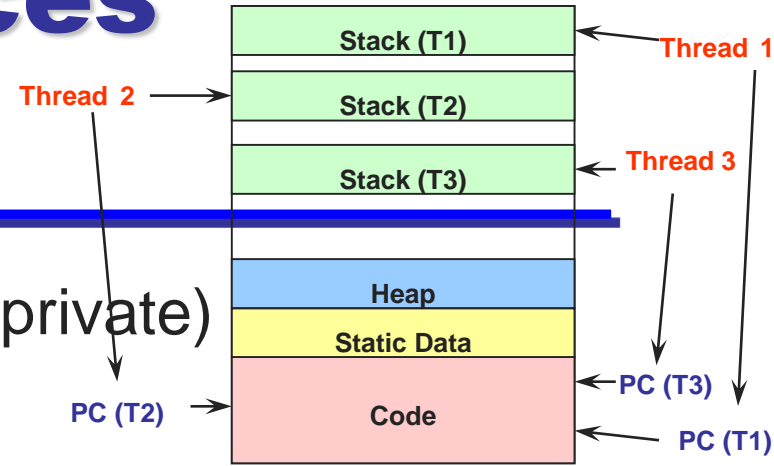 ces
Stack (T1)
Thread 1
Thread 2
Stack (T2)
Thread 3
Stack (T3)
Heap
private)
Static Data
PC (T3)
PC (T2)
Code
PC (T1)